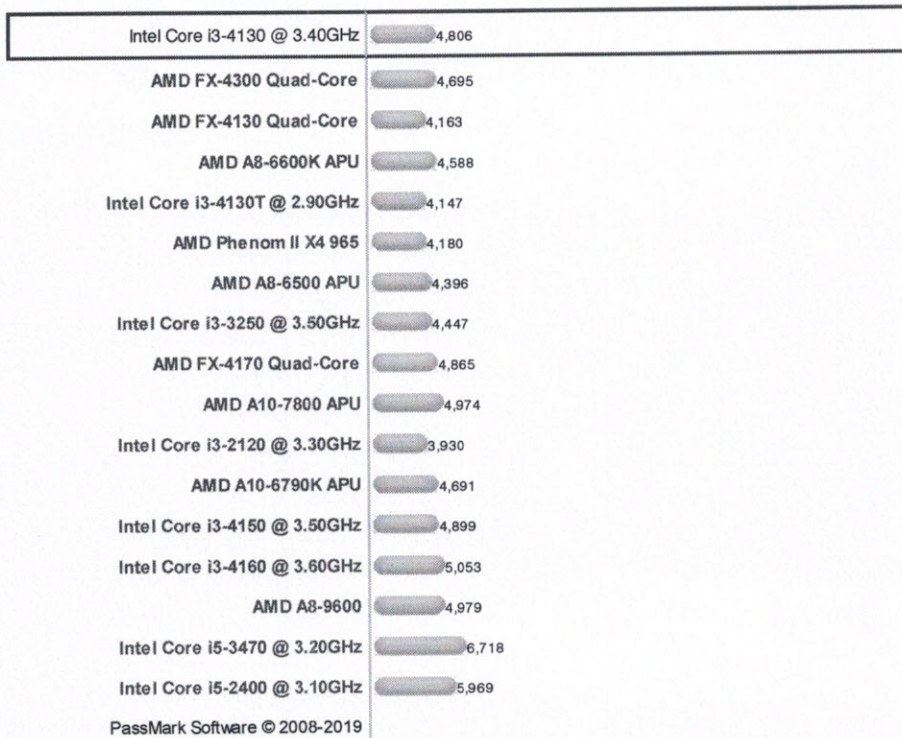 Intel Core i3-4130 @ 3.40GHz 4,806
AMD FX-4300 Quad-Core 4,695
AMD FX-4130 Quad-Core 4,163
AMD A8-6600K APU 4,588
Intel Core i3-4130T @ 2.90GHz 4,147
AMD Phenom II X4 965 4,180
AMD A8-6500 APU 4,396
Intel Core i3-3250 @ 3.50GHz 4,447
AMD FX-4170 Quad-Core 4,865
AMD A10-7800 APU 4,974
Intel Core i3-2120 @ 3.30GHz 3,930
AMD A10-6790K APU 4,691
Intel Core i3-4150 @ 3.50GHz 4,899
Intel Core i3-4160 @ 3.60GHz 5,053
AMD A8-9600 4,979
Intel Core i5-3470 @ 3.20GHz 6,718
Intel Core i5-2400 @ 3.10GHz 5,969
PassMark Software © 2008-2019